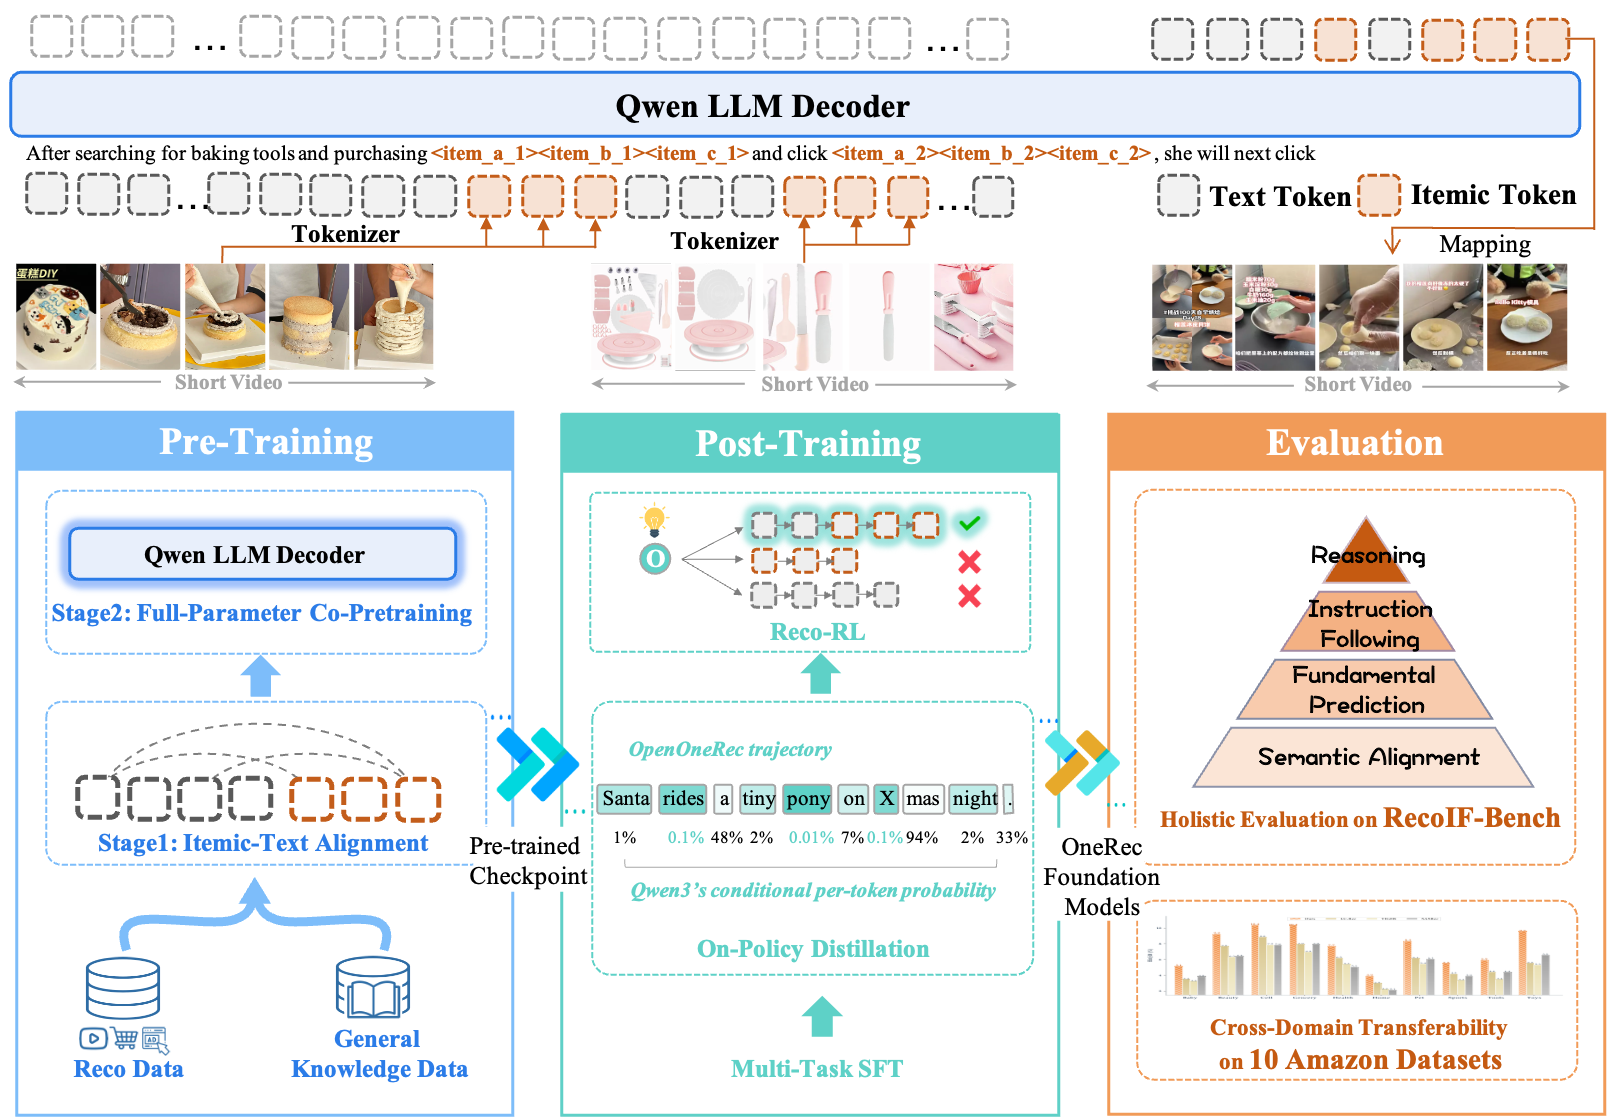 Qwen LLM Decoder
After searching for baking tools and purchasing <item_a_1><item_b_1><item_c_1> and click <item_a_2><item_b_2><item_c_2> , she will next click
Text Token
Itemic Token
Tokenizer
Tokenizer
Mapping
蛋糕DIY
Short Video
Short Video
Short Video
Pre-Training
Qwen LLM Decoder
Stage2: Full-Parameter Co-Pretraining
Stage1: Itemic-Text Alignment
Reco Data
General
Knowledge Data
AD
Pre-trained
Checkpoint
Post-Training
O
Reco-RL
OpenOneRec trajectory
Santa rides a tiny pony on X mas night .
1% 0.1% 48% 2% 0.01% 7% 0.1% 94% 2% 33%
Qwen3's conditional per-token probability
On-Policy Distillation
Multi-Task SFT
OneRec
Foundation
Models
Evaluation
Reasoning
Instruction
Following
Fundamental
Prediction
Semantic Alignment
Holistic Evaluation on RecoIF-Bench
Cross-Domain Transferability
on 10 Amazon Datasets